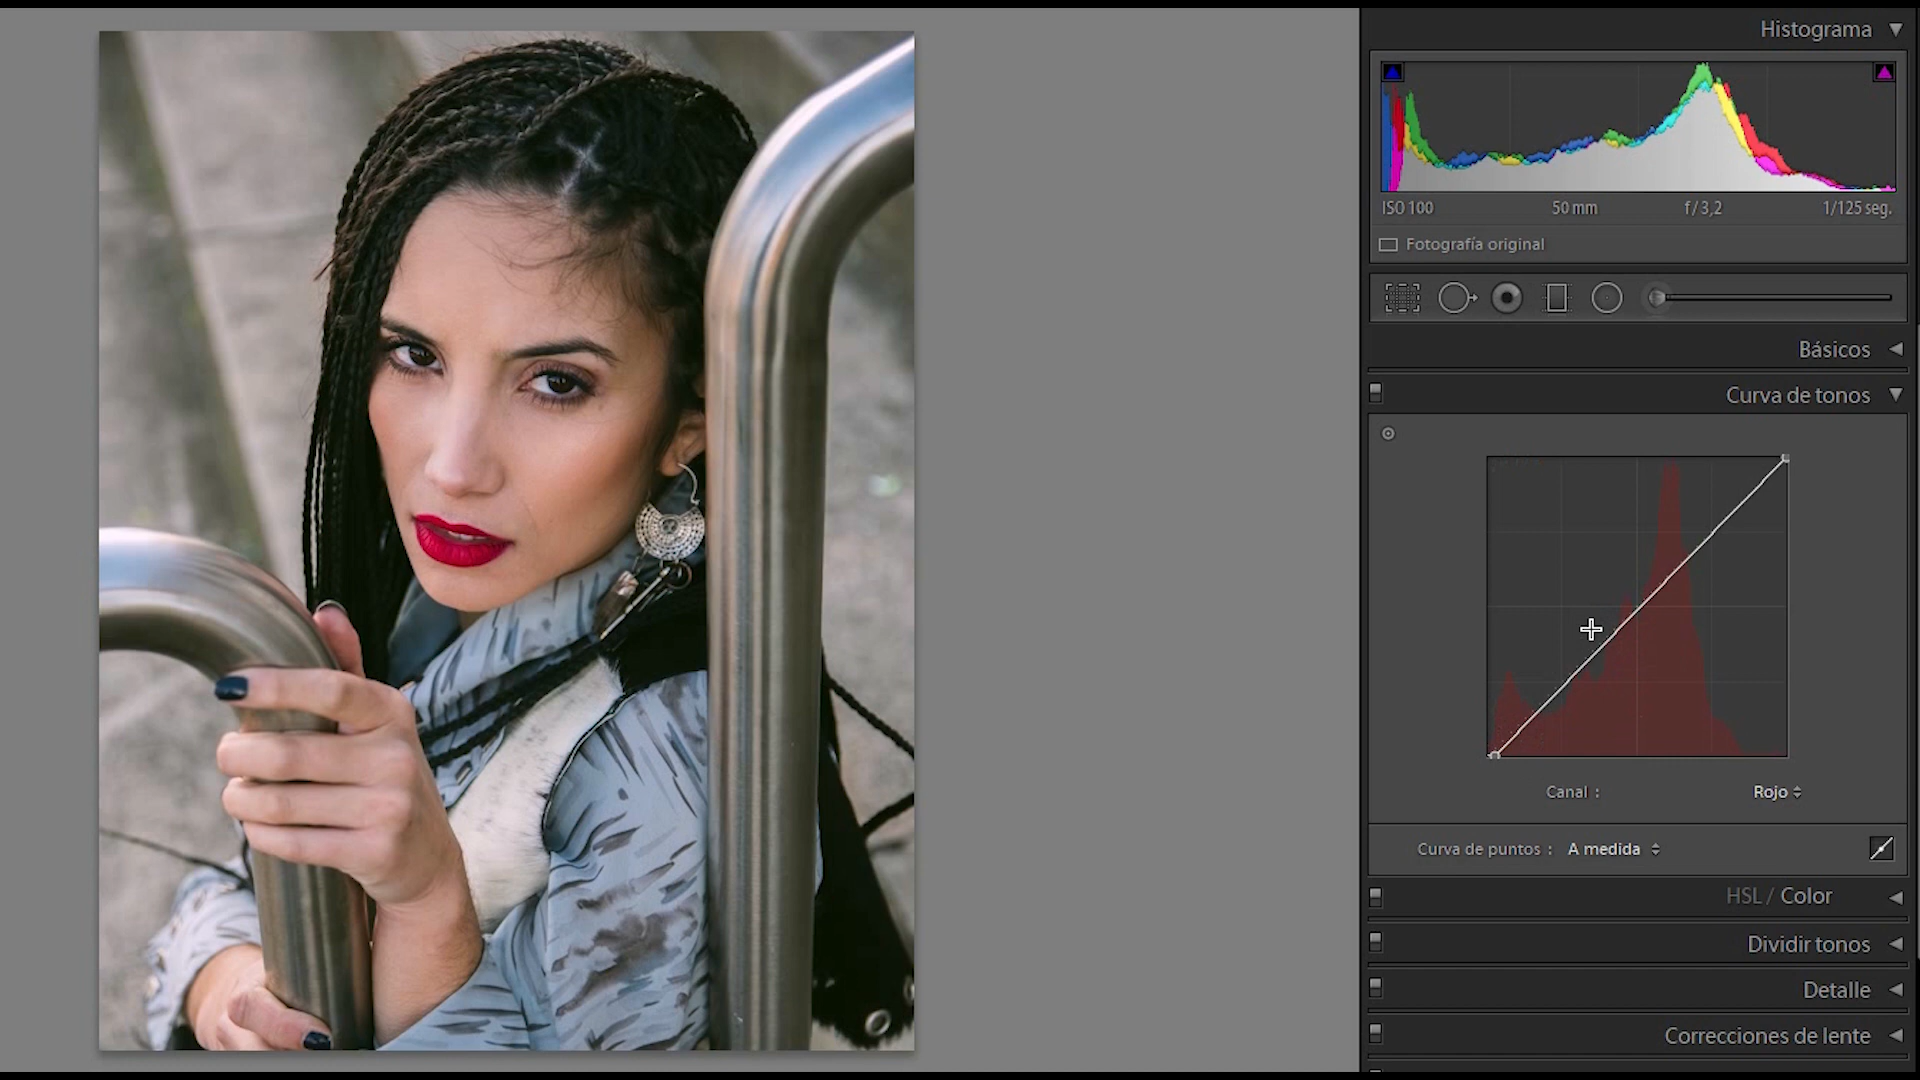 Histograma
ISO 100 50 mm f / 3,2 1/125 seg.
Fotografía original
Básicos
Curva de tonos
Canal : Rojo
Curva de puntos : A medida
HSL / Color
Dividir tonos
Detalle
Correcciones de lente